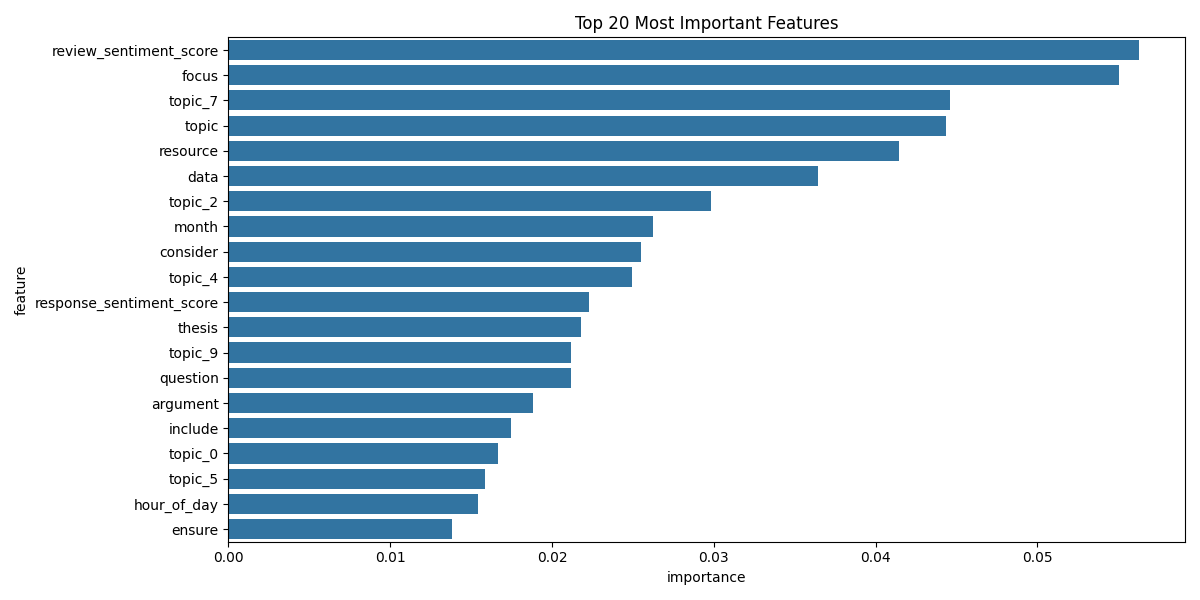 Top 20 Most Important Features
review_sentiment_score
focus
topic_7
topic
resource
data
topic_2
month
consider
topic_4
response_sentiment_score
thesis
topic_9
question
argument
include
topic_0
topic_5
hour_of_day
ensure
feature
0.00 0.01 0.02 0.03 0.04 0.05
importance